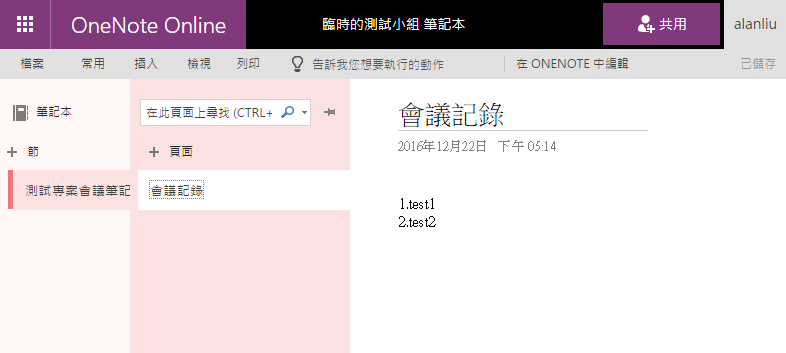 OneNote Online
臨時的測試小組 筆記本
共用
alanliu
檔案 常用 插入 檢視 列印 告訴我您想要執行的動作 在 ONENOTE 中編輯 已儲存
筆記本
在此頁面上尋找 (CTRL+
節
頁面
測試專案會議筆記
會議記錄
會議記錄
2016年12月22日 下午 05:14
1.test1
2.test2